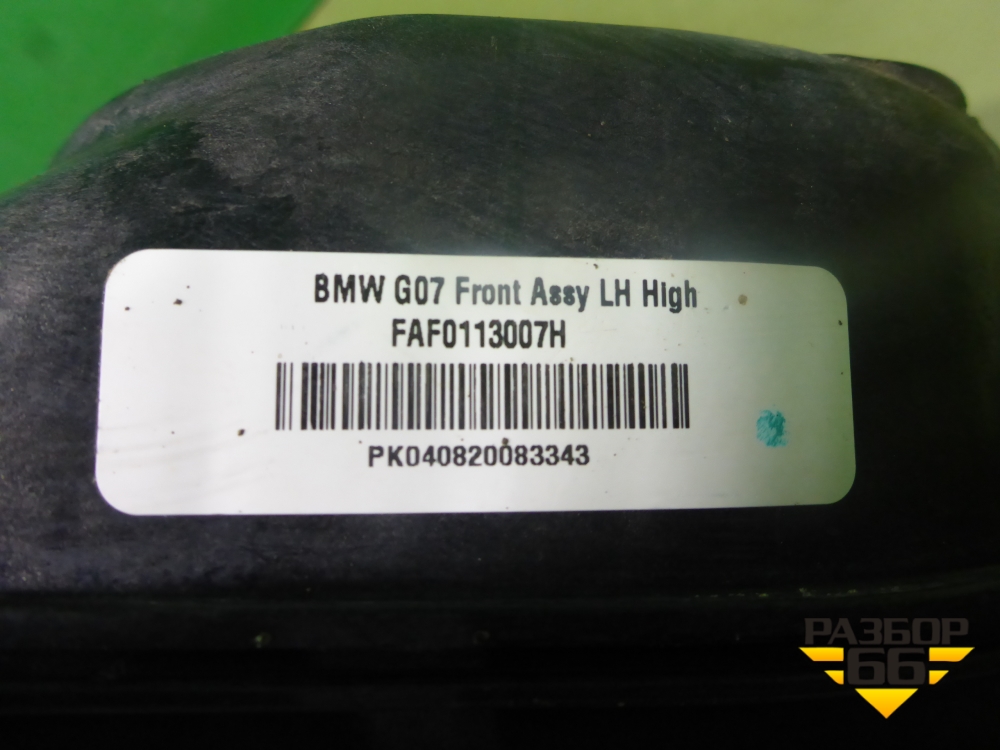 BMW G07 Front Assy LH High
FAF0113007H
PK040820083343
РАЗБОР
66